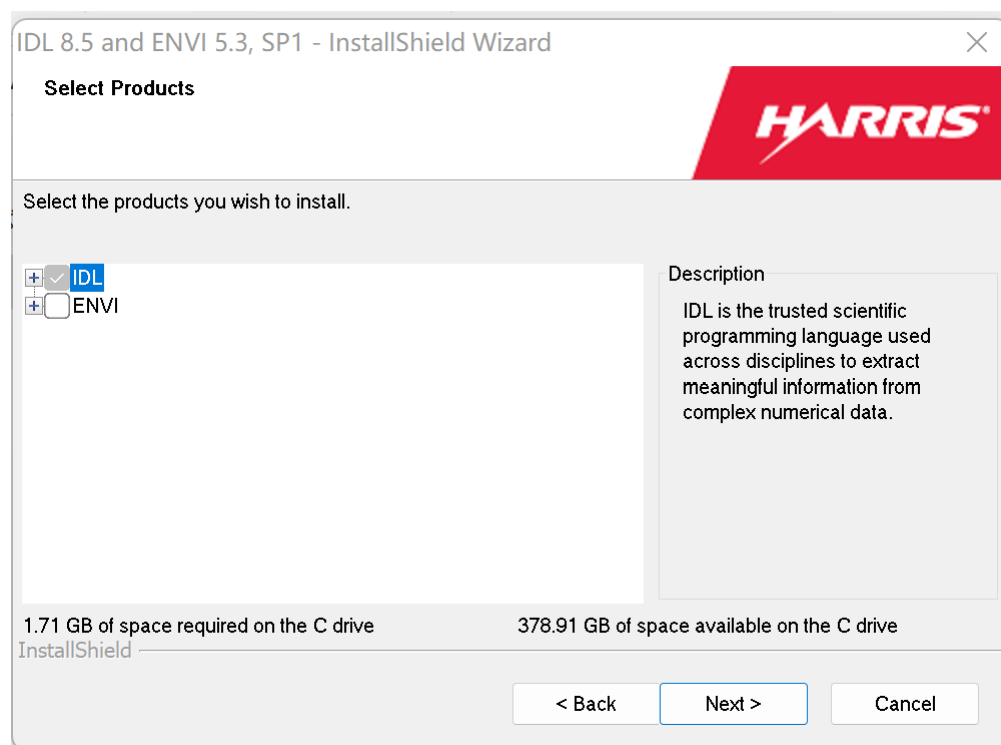 IDL 8.5 and ENVI 5.3, SP1 - InstallShield Wizard
Select Products
HARRIS
Select the products you wish to install.
IDL
ENVI
Description
IDL is the trusted scientific
programming language used
across disciplines to extract
meaningful information from
complex numerical data.
1.71 GB of space required on the C drive
378.91 GB of space available on the C drive
InstallShield
< Back
Next >
Cancel